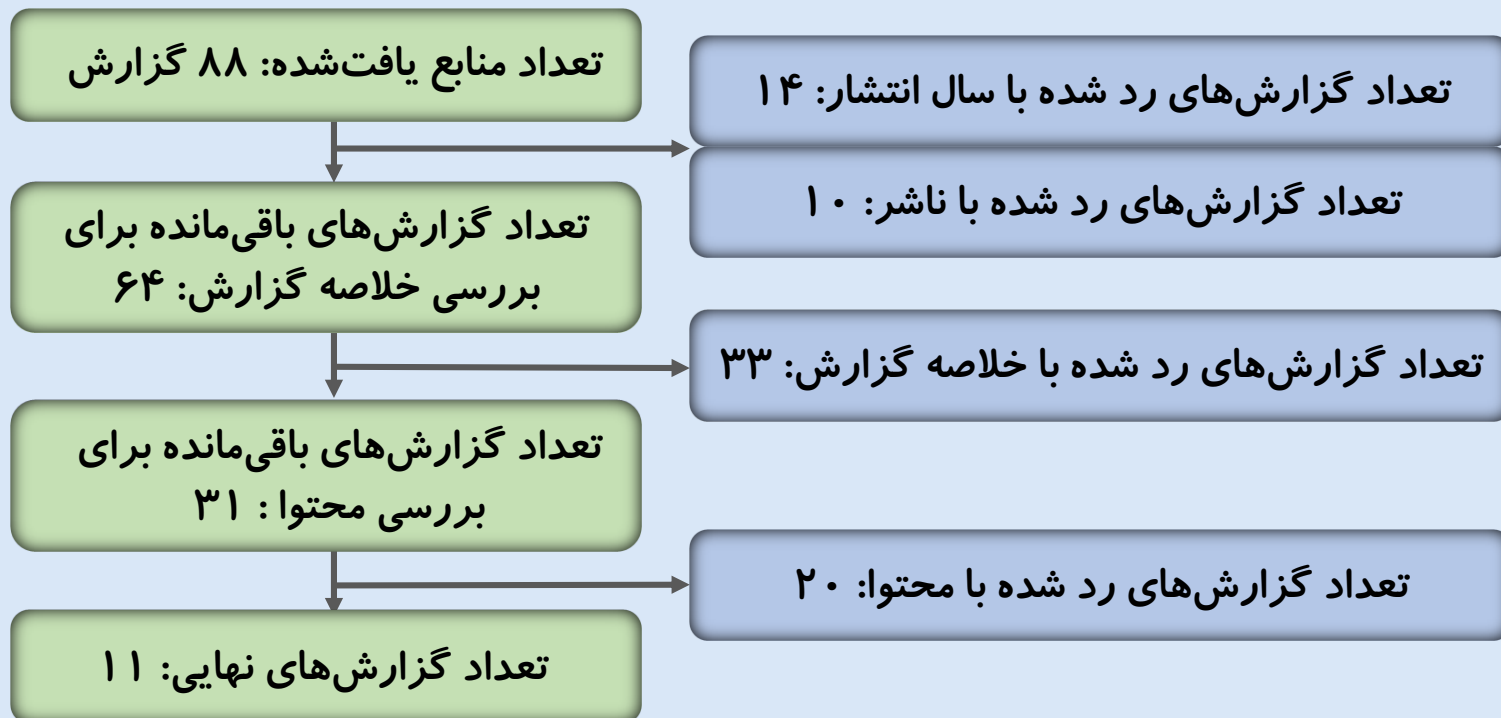 تعداد منابع یافت‌شده: ۸۸ گزارش
تعداد گزارش‌های رد شده با سال انتشار: ۱۴
تعداد گزارش‌های رد شده با ناشر: ۱۰
تعداد گزارش‌های باقی‌مانده برای
بررسی خلاصه گزارش: ۶۴
تعداد گزارش‌های رد شده با خلاصه گزارش: ۳۳
تعداد گزارش‌های باقی‌مانده برای
بررسی محتوا : ۳۱
تعداد گزارش‌های رد شده با محتوا: ۲۰
تعداد گزارش‌های نهایی: ۱۱